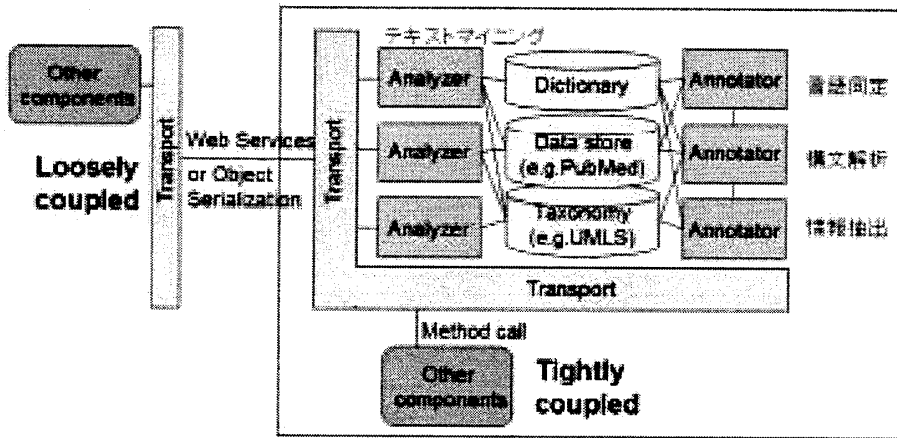 テキストマイニング
Other
components
Transport
Loosely
coupled
Web Services
or Object
Serialization
Transport
Analyzer
Dictionary
Annotator
言語同定
Analyzer
Data store
(e.g.PubMed)
Annotator
構文解析
Analyzer
Taxonomy
(e.g.UMLS)
Annotator
情報抽出
Transport
Method call
Other
components
Tightly
coupled